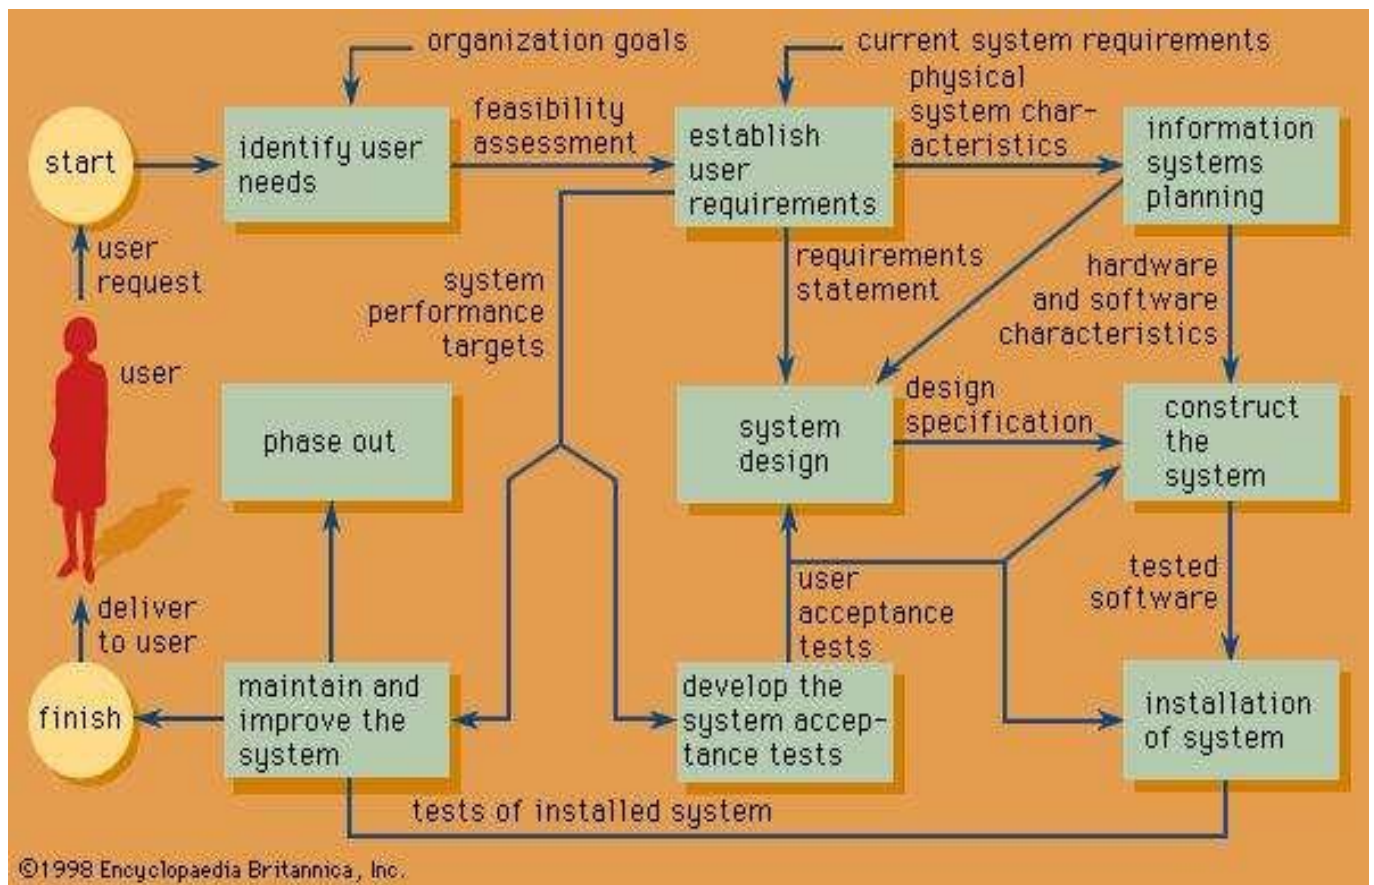 organization goals
current system requirements
start
identify user
needs
feasibility
assessment
establish
user
requirements
physical
system char-
acteristics
information
systems
planning
user
request
system
performance
targets
requirements
statement
hardware
and software
characteristics
user
phase out
system
design
design
specification
construct
the
system
deliver
to user
user
acceptance
tests
tested
software
finish
maintain and
improve the
system
develop the
system accep-
tance tests
installation
of system
tests of installed system
©1998 Encyclopaedia Britannica, Inc.